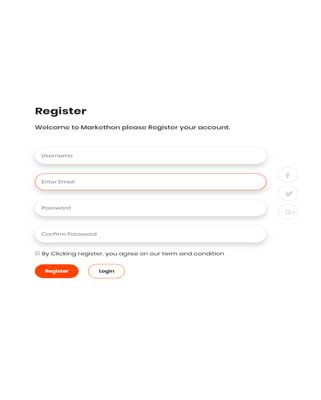 Register
Welcome to Markethon please Register your account.
Username
Enter Email
Password
Confirm Password
By Clicking register, you agree on our term and condition
Register
Login